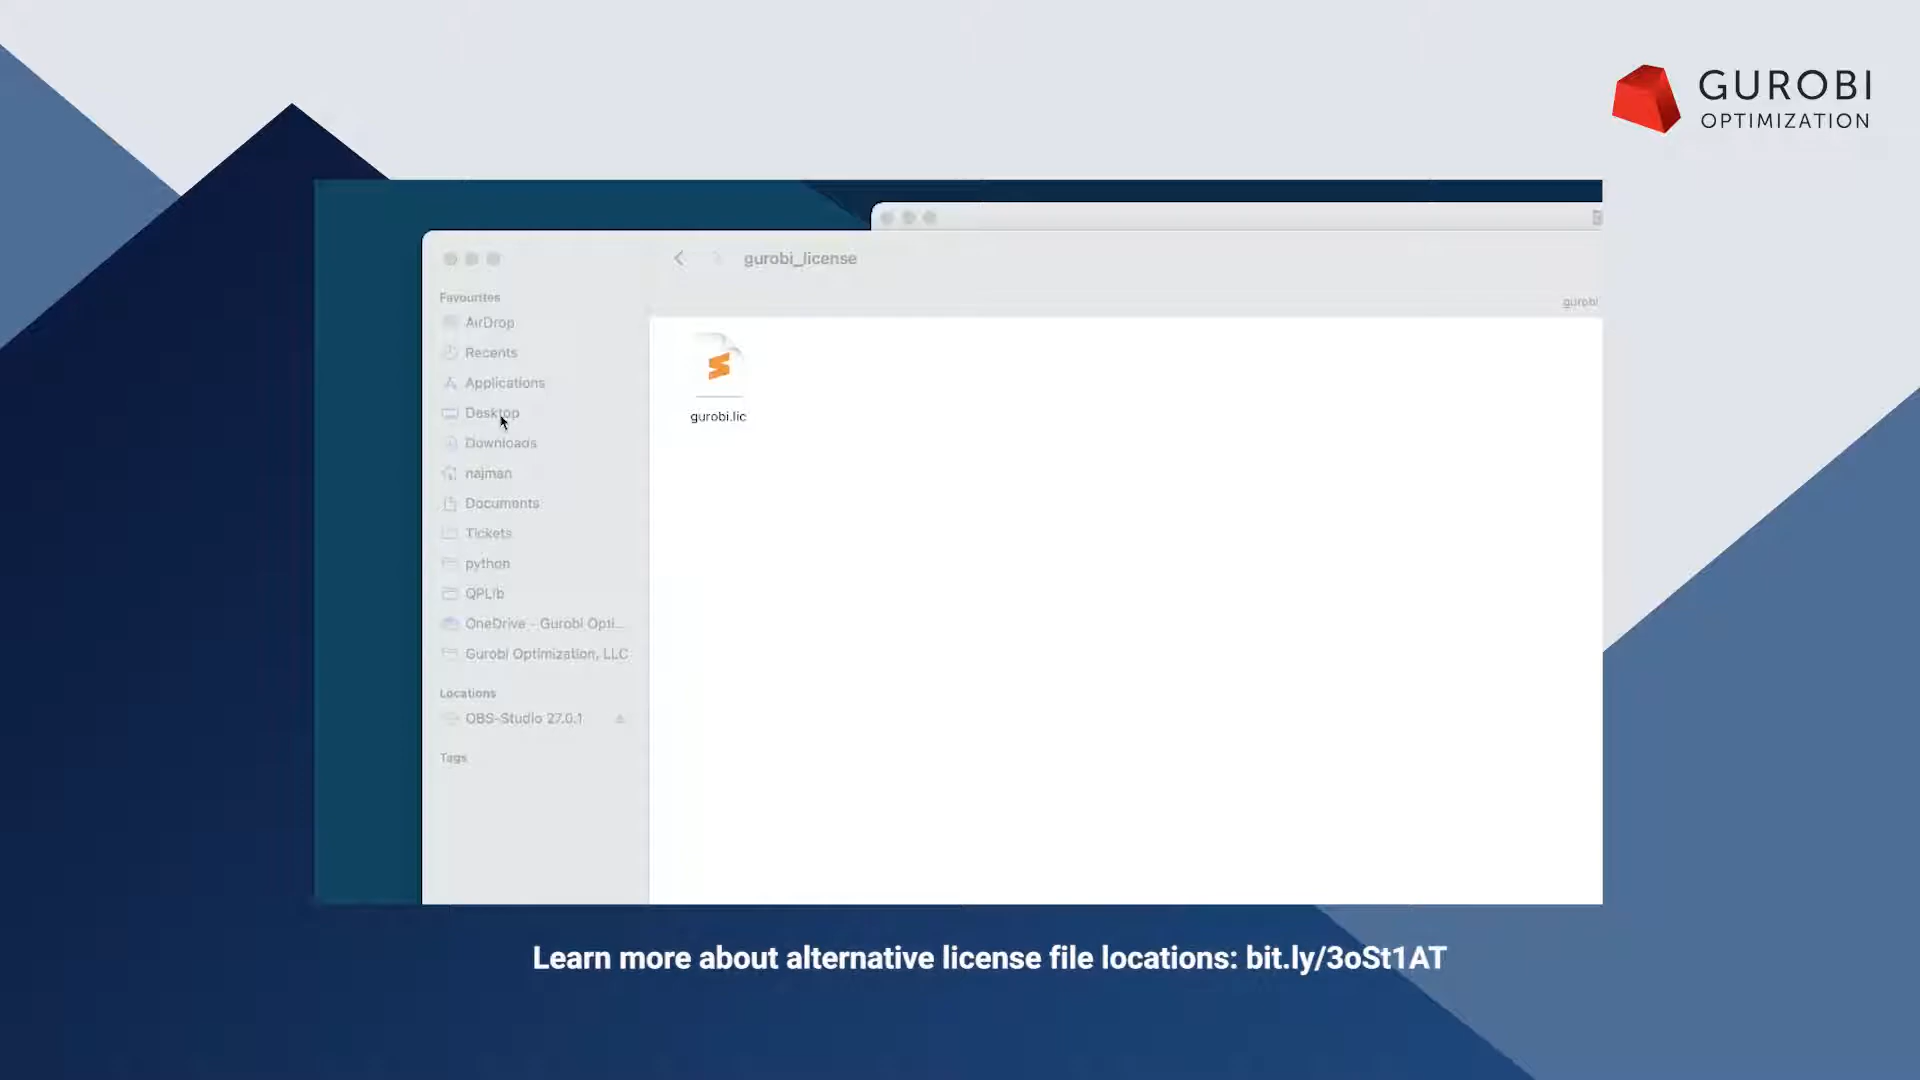 GUROBI
OPTIMIZATION
gurobi_license
Favourites
gurobi
AirDrop
Recents
gurobi.lic
Applications
Desktop
Downloads
najman
Documents
Tickets
python
QPLib
OneDrive - Gurobi Opti...
Gurobi Optimization, LLC
Locations
OBS-Studio 27.0.1
Tags
Learn more about alternative license file locations: bit.ly/3oSt1AT